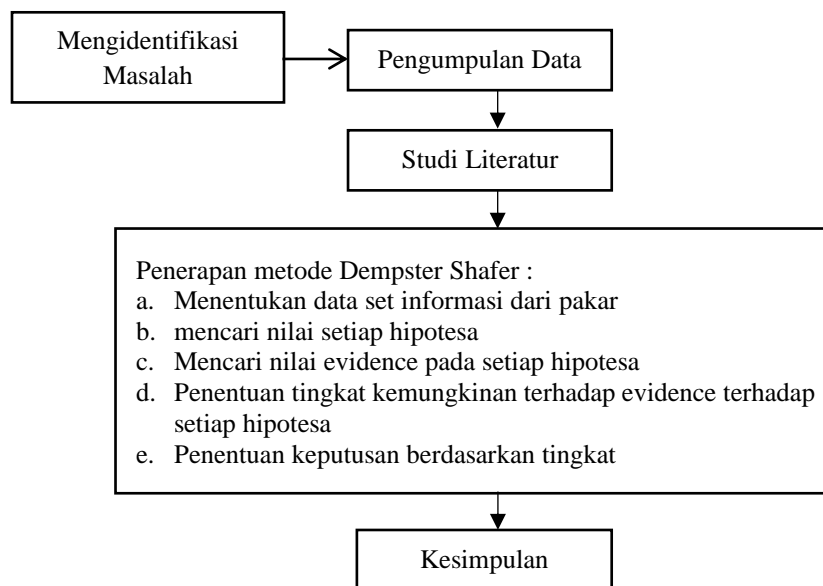 Mengidentifikasi
Masalah
Pengumpulan Data
Studi Literatur
Penerapan metode Dempster Shafer :
a. Menentukan data set informasi dari pakar
b. mencari nilai setiap hipotesa
c. Mencari nilai evidence pada setiap hipotesa
d. Penentuan tingkat kemungkinan terhadap evidence terhadap
setiap hipotesa
e. Penentuan keputusan berdasarkan tingkat
Kesimpulan